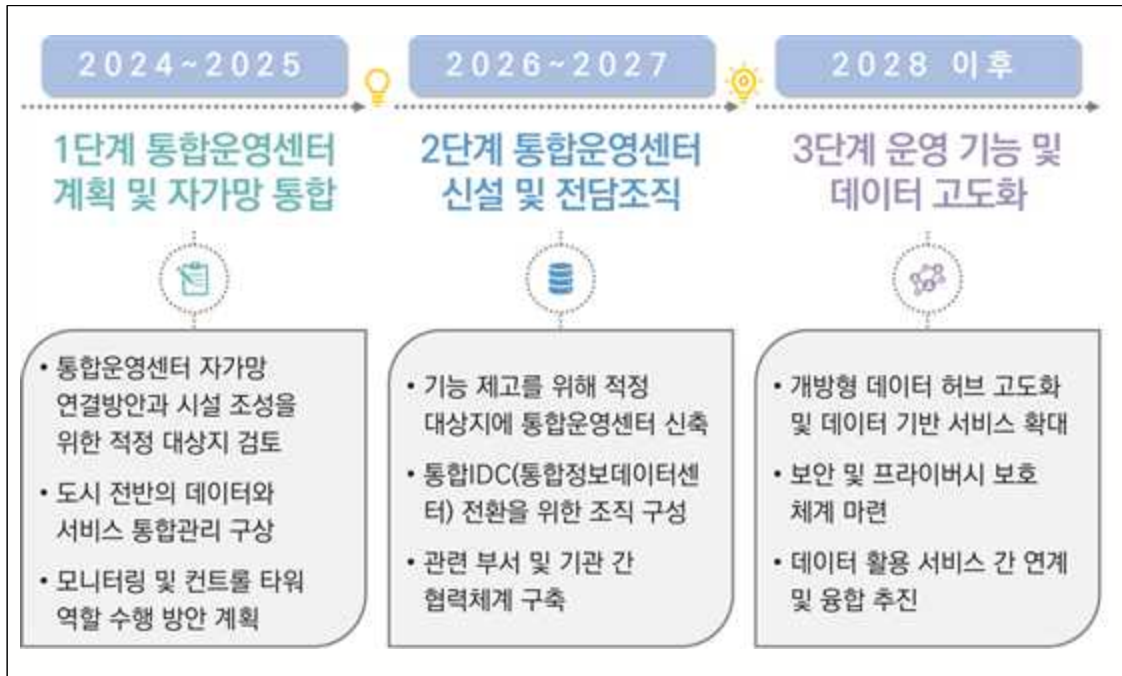 2024~2025
1단계 통합운영센터
계획 및 자가망 통합
• 통합운영센터 자가망
연결방안과 시설 조성을
위한 적정 대상지 검토
• 도시 전반의 데이터와
서비스 통합관리 구상
• 모니터링 및 컨트롤 타워
역할 수행 방안 계획
2026~2027
2단계 통합운영센터
신설 및 전담조직
• 기능 제고를 위해 적정
대상지에 통합운영센터 신축
• 통합IDC(통합정보데이터센
터) 전환을 위한 조직 구성
• 관련 부서 및 기관 간
협력체계 구축
2028 이후
3단계 운영 기능 및
데이터 고도화
• 개방형 데이터 허브 고도화
및 데이터 기반 서비스 확대
• 보안 및 프라이버시 보호
체계 마련
• 데이터 활용 서비스 간 연계
및 융합 추진